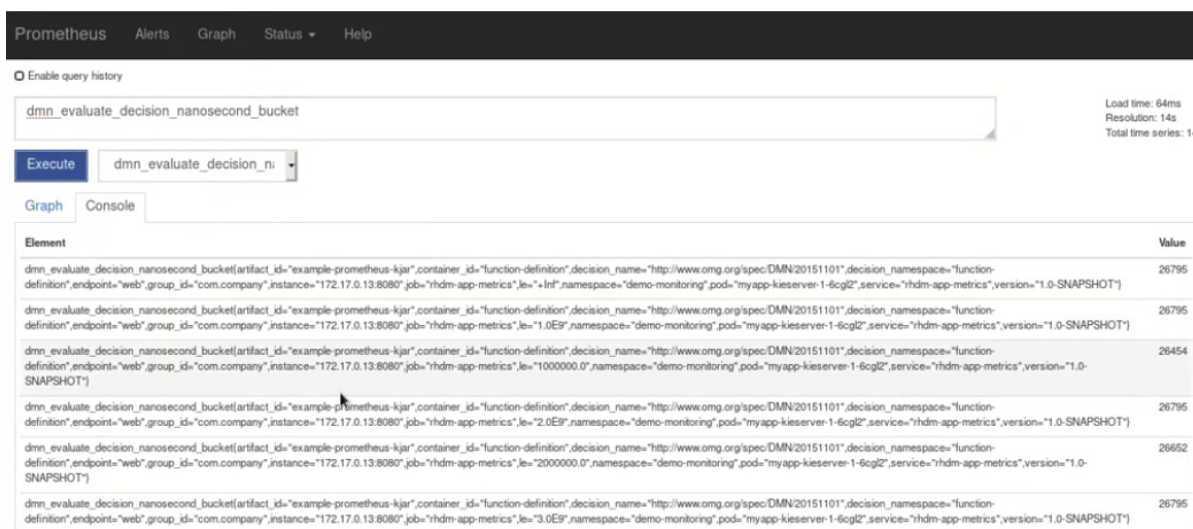 Prometheus Alerts Graph Status Help
Enable query history
dmn_evaluate_decision_nanosecond_bucket
Load time: 64ms
Resolution: 14s
Total time series:
Execute dmn_evaluate_decision_n
Graph Console
Element Value
dmn_evaluate_decision_nanosecond_bucket{artifact_id="example-prometheus-kjar",container_id="function-definition",decision_name="http://www.omg.org/spec/DMN/20151101",decision_namespace="function- 26795
definition",endpoint="web",group_id="com.company",instance="172.17.0.13:8080",job="rhdm-app-metrics",le="+Inf",namespace="demo-monitoring",pod="myapp-kieserver-1-6cgl2",service="rhdm-app-metrics",version="1.0-SNAPSHOT"}
dmn_evaluate_decision_nanosecond_bucket{artifact_id="example-prometheus-kjar",container_id="function-definition",decision_name="http://www.omg.org/spec/DMN/20151101",decision_namespace="function- 26795
definition",endpoint="web",group_id="com.company",instance="172.17.0.13:8080",job="rhdm-app-metrics",le="1.0E9",namespace="demo-monitoring",pod="myapp-kieserver-1-6cgl2",service="rhdm-app-metrics",version="1.0-SNAPSHOT"}
dmn_evaluate_decision_nanosecond_bucket{artifact_id="example-prometheus-kjar",container_id="function-definition",decision_name="http://www.omg.org/spec/DMN/20151101",decision_namespace="function- 26454
definition",endpoint="web",group_id="com.company",instance="172.17.0.13:8080",job="rhdm-app-metrics",le="1000000.0",namespace="demo-monitoring",pod="myapp-kieserver-1-6cgl2",service="rhdm-app-metrics",version="1.0-
SNAPSHOT"}
dmn_evaluate_decision_nanosecond_bucket{artifact_id="example-prometheus-kjar",container_id="function-definition",decision_name="http://www.omg.org/spec/DMN/20151101",decision_namespace="function- 26795
definition",endpoint="web",group_id="com.company",instance="172.17.0.13:8080",job="rhdm-app-metrics",le="2.0E9",namespace="demo-monitoring",pod="myapp-kieserver-1-6cgl2",service="rhdm-app-metrics",version="1.0-SNAPSHOT"}
dmn_evaluate_decision_nanosecond_bucket{artifact_id="example-prometheus-kjar",container_id="function-definition",decision_name="http://www.omg.org/spec/DMN/20151101",decision_namespace="function- 26652
definition",endpoint="web",group_id="com.company",instance="172.17.0.13:8080",job="rhdm-app-metrics",le="2000000.0",namespace="demo-monitoring",pod="myapp-kieserver-1-6cgl2",service="rhdm-app-metrics",version="1.0-
SNAPSHOT"}
dmn_evaluate_decision_nanosecond_bucket{artifact_id="example-prometheus-kjar",container_id="function-definition",decision_name="http://www.omg.org/spec/DMN/20151101",decision_namespace="function- 26795
definition",endpoint="web",group_id="com.company",instance="172.17.0.13:8080",job="rhdm-app-metrics",le="3.0E9",namespace="demo-monitoring",pod="myapp-kieserver-1-6cgl2",service="rhdm-app-metrics",version="1.0-SNAPSHOT"}